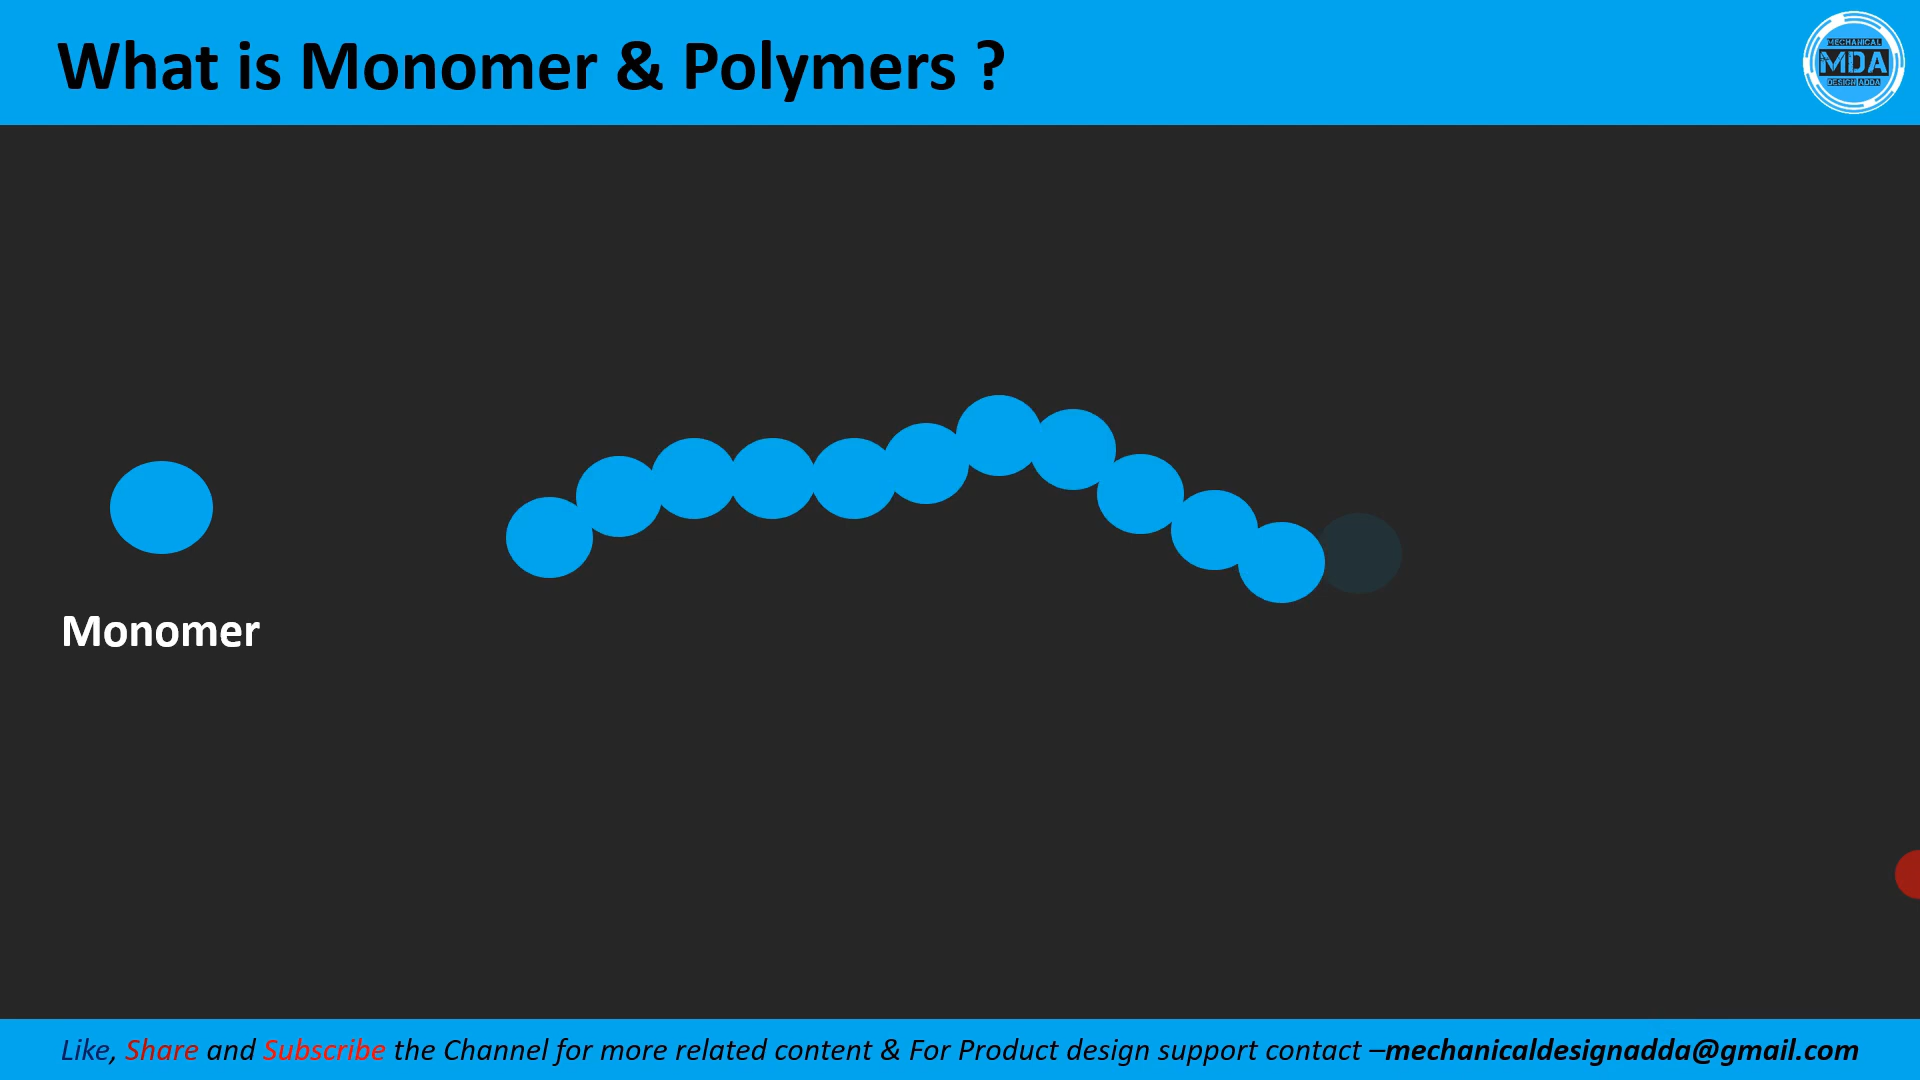 What is Monomer & Polymers ?
MECHANICAL
MDA
DESIGN ADDA
Monomer
Like, Share and Subscribe the Channel for more related content & For Product design support contact –mechanicaldesignadda@gmail.com